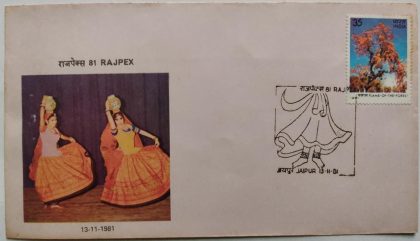 राजपेक्स 81 RAJPEX
13-11-1981
35
भारत
INDIA
FLAME-OF-THE-FOREST
राजपेक्स 81 RAJ
जयपुर JAIPUR 13-11-81